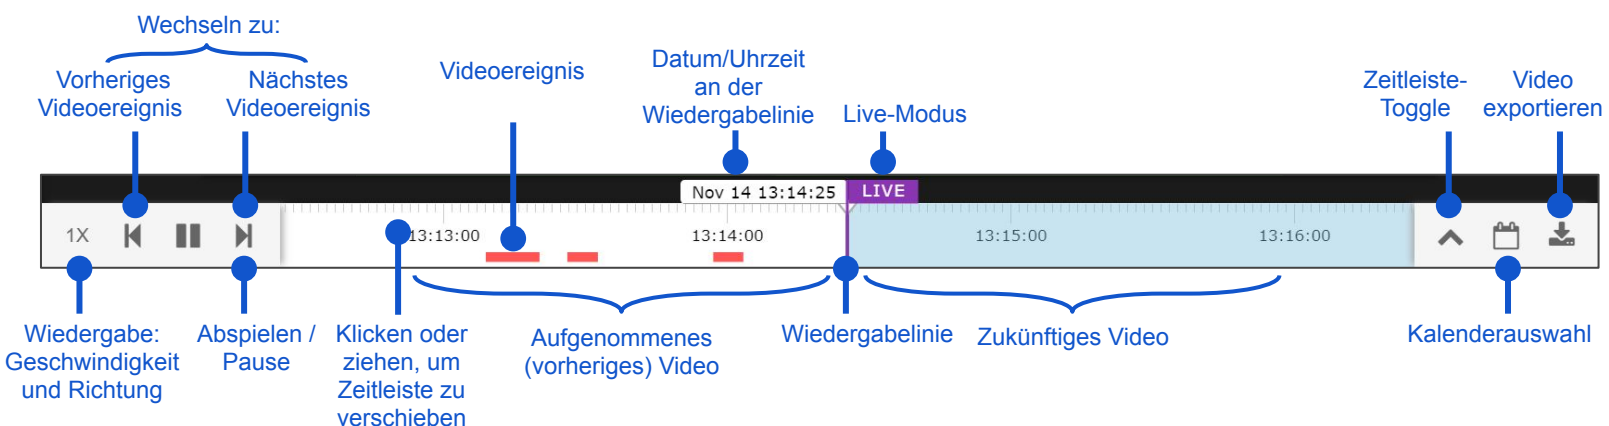 Wechseln zu:
Vorheriges
Videoereignis
Nächstes
Videoereignis
Videoereignis
Datum/Uhrzeit
an der
Wiedergabelinie
Live-Modus
Zeitleiste-
Toggle
Video
exportieren
Nov 14 13:14:25
LIVE
1X
13:13:00
13:14:00
13:15:00
13:16:00
Wiedergabe:
Geschwindigkeit
und Richtung
Abspielen /
Pause
Klicken oder
ziehen, um
Zeitleiste zu
verschieben
Aufgenommenes
(vorheriges) Video
Wiedergabelinie
Zukünftiges Video
Kalenderauswahl